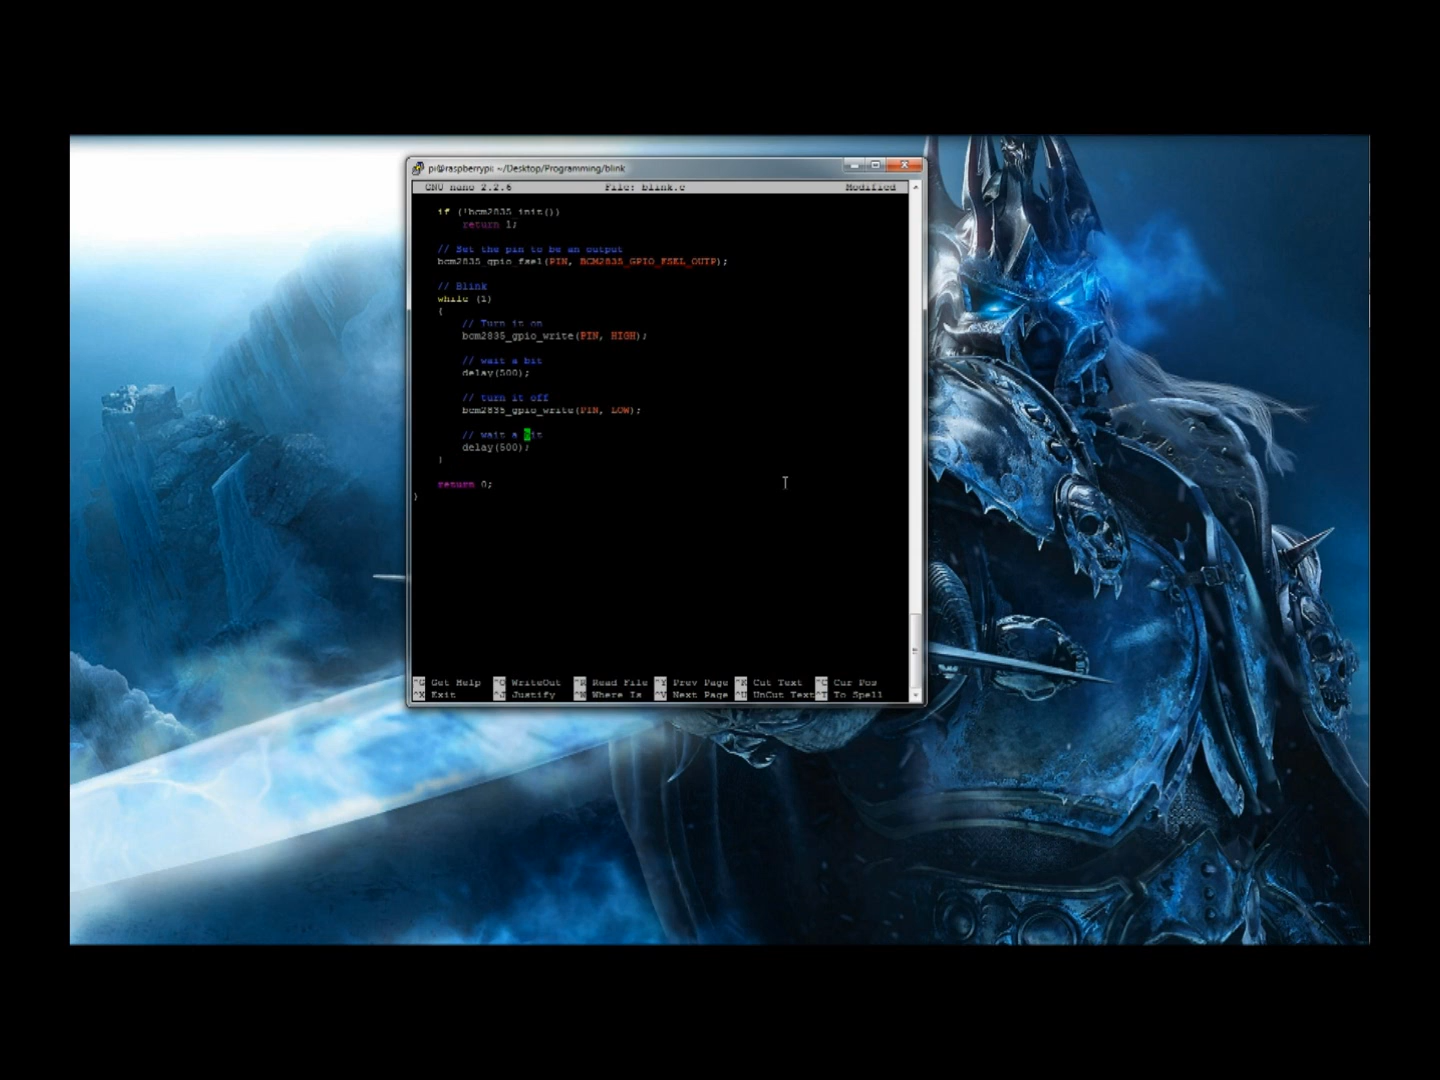 pi@raspberrypi: ~/Desktop/Programming/blink
GNU nano 2.2.6 File: blink.c Modified
if (!bcm2835_init())
return 1;
// Set the pin to be an output
bcm2835_gpio_fsel(PIN, BCM2835_GPIO_FSEL_OUTP);
// Blink
while (1)
{
// Turn it on
bcm2835_gpio_write(PIN, HIGH);
// wait a bit
delay(500);
// turn it off
bcm2835_gpio_write(PIN, LOW);
// wait a bit
delay(500);
}
return 0;
}
^G Get Help ^O WriteOut ^R Read File ^Y Prev Page ^K Cut Text ^C Cur Pos
^X Exit ^J Justify ^W Where Is ^V Next Page ^U UnCut Text ^T To Spell